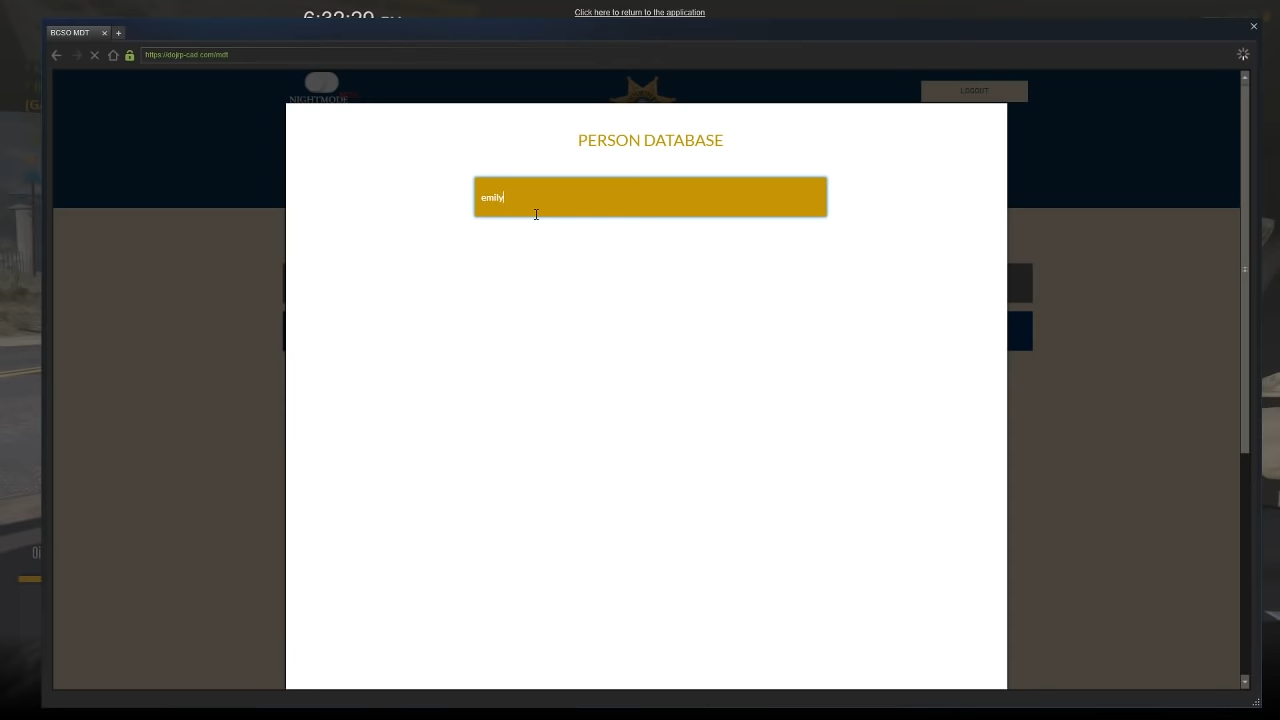 Click here to return to the application
BCSO MDT
https://dojrp-cad.com/mdt
NIGHTMODE
LOGOUT
PERSON DATABASE
emily